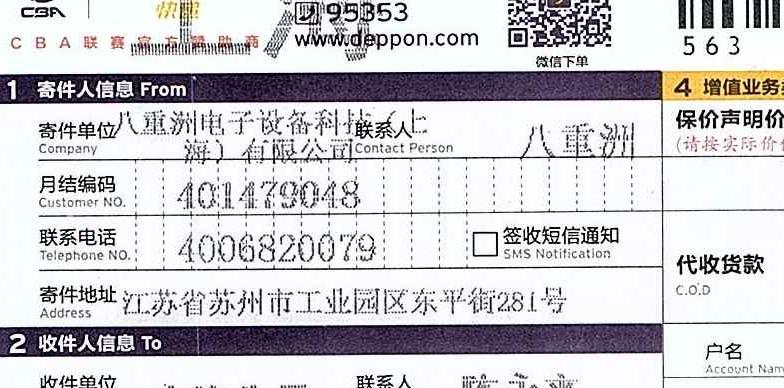 CBA 快递 95353
CBA联赛官方赞助商 www.deppon.com
微信下单
563
1 寄件人信息 From
4 增值业务
寄件单位 八重洲电子设备科技(上
海)有限公司
Company
联系人 八重洲
Contact Person
保价声明价
(请按实际价
月结编码 401479048
Customer NO.
联系电话 4006820079
Telephone NO.
签收短信通知
SMS Notification
代收货款
C.O.D
寄件地址 江苏省苏州市工业园区东平街281号
Address
2 收件人信息 To
户名
Account Nam
收件单位 联系人